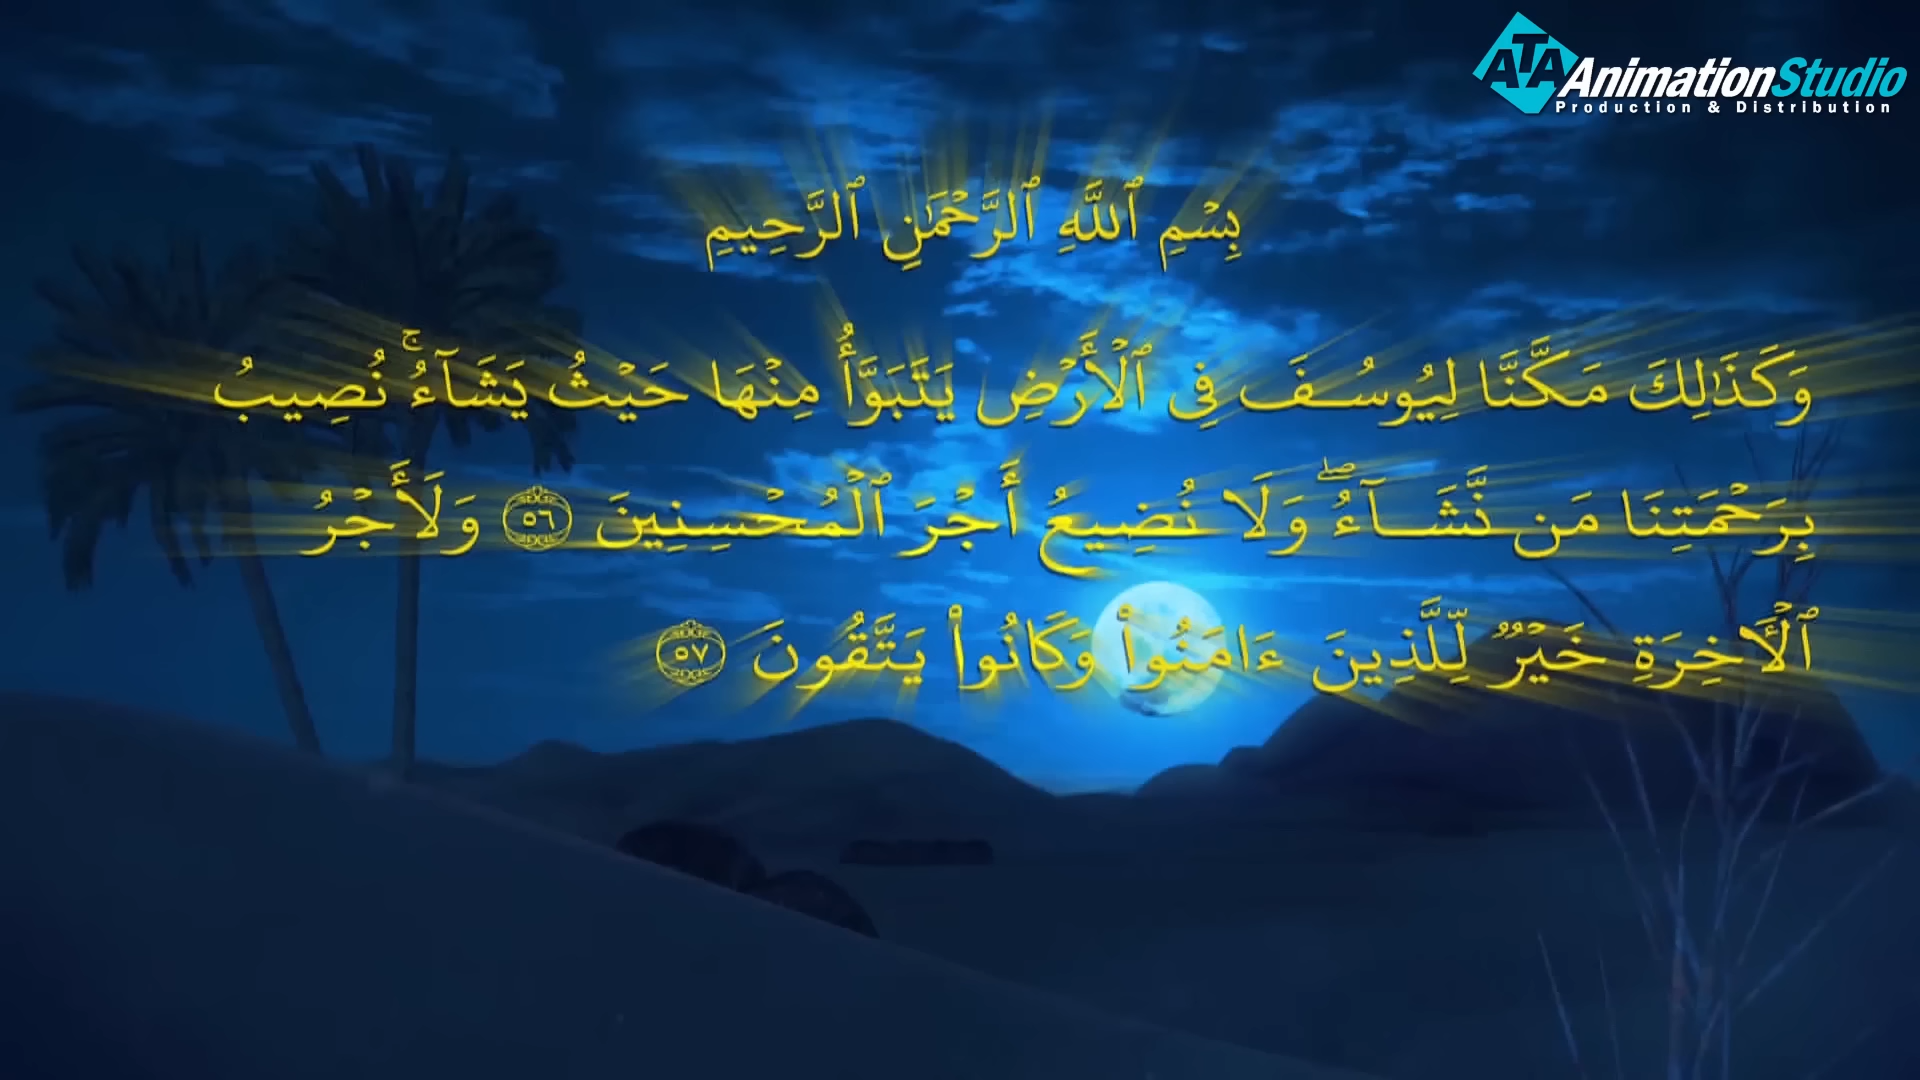 ATA AnimationStudio
Production & Distribution
بِسْمِ ٱللَّهِ ٱلرَّحْمَٰنِ ٱلرَّحِيمِ
وَكَذَٰلِكَ مَكَّنَّا لِيُوسُفَ فِى ٱلْأَرْضِ يَتَبَوَّأُ مِنْهَا حَيْثُ يَشَآءُ ۚ نُصِيبُ
بِرَحْمَتِنَا مَن نَّشَآءُ ۖ وَلَا نُضِيعُ أَجْرَ ٱلْمُحْسِنِينَ ٥٦ وَلَأَجْرُ
ٱلْـَٔاخِرَةِ خَيْرٌ لِّلَّذِينَ ءَامَنُوا۟ وَكَانُوا۟ يَتَّقُونَ ٥٧